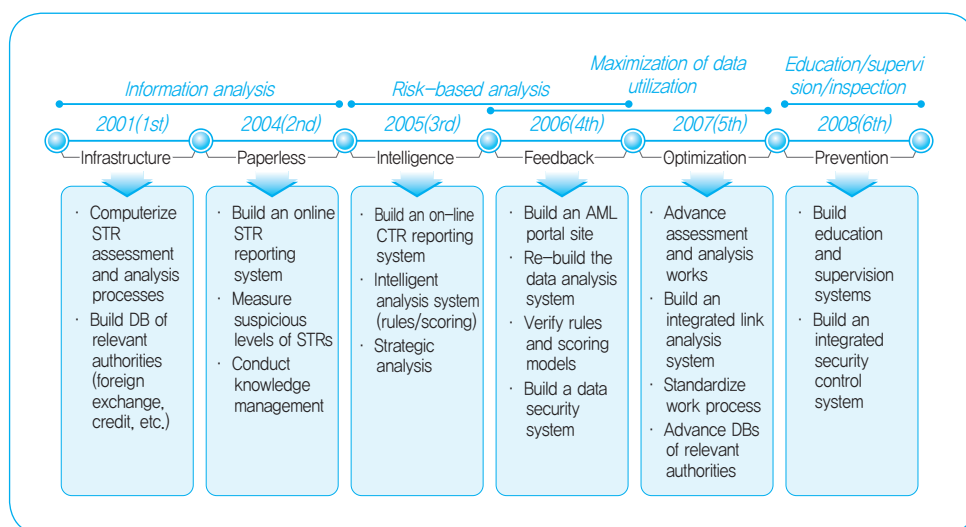 Maximization of data
utilization
Education/supervi
sion/inspection
Information analysis
Risk-based analysis
2001(1st)
2004(2nd)
2005(3rd)
2006(4th)
2007(5th)
2008(6th)
Infrastructure
Paperless
Intelligence
Feedback
Optimization
Prevention
· Computerize
STR
assessment
and analysis
processes
· Build DB of
relevant
authorities
(foreign
exchange,
credit, etc.)
· Build an online
STR
reporting
system
· Measure
suspicious
levels of STRs
· Conduct
knowledge
management
· Build an on-line
CTR reporting
system
· Intelligent
analysis system
(rules/scoring)
· Strategic
analysis
· Build an AML
portal site
· Re-build the
data analysis
system
· Verify rules
and scoring
models
· Build a data
security
system
· Advance
assessment
and analysis
works
· Build an
integrated link
analysis
system
· Standardize
work process
· Advance DBs
of relevant
authorities
· Build
education
and
supervision
systems
· Build an
integrated
security
control
system